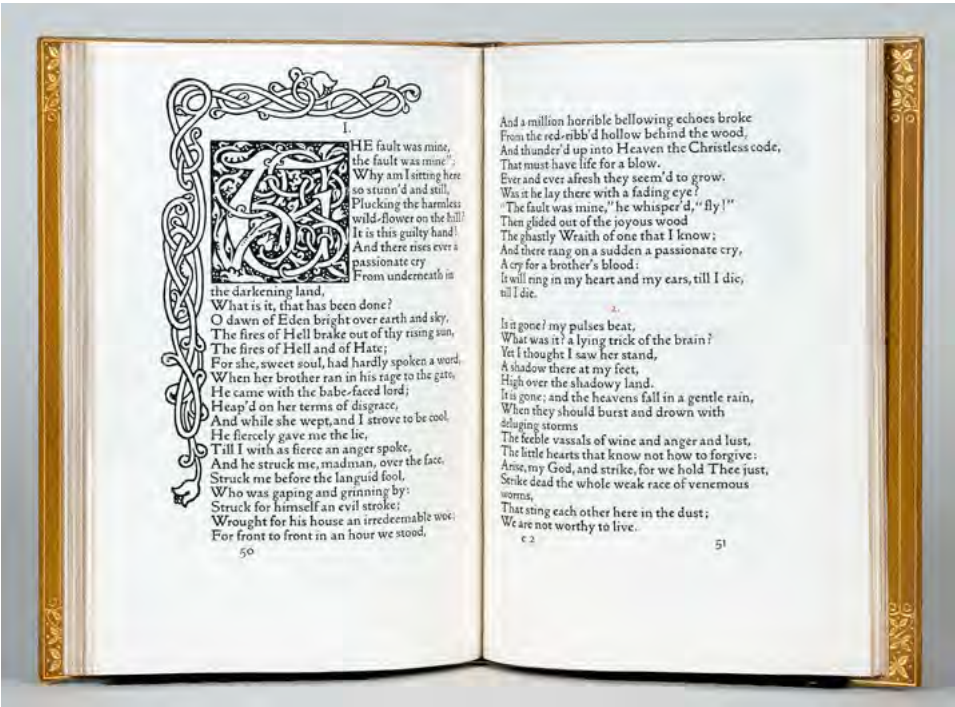 I.
THE fault was mine,
the fault was mine"-
Why am I sitting here
so stunn'd and still,
Plucking the harmless
wild-flower on the hill?
It is this guilty hand!
And there rises ever a
passionate cry
From underneath in
the darkening land,
What is it, that has been done?
O dawn of Eden bright over earth and sky,
The fires of Hell brake out of thy rising sun,
The fires of Hell and of Hate;
For she, sweet soul, had hardly spoken a word,
When her brother ran in his rage to the gate,
He came with the babe-faced lord;
Heap'd on her terms of disgrace,
And while she wept, and I strove to be cool,
He fiercely gave me the lie,
Till I with as fierce an anger spoke,
And he struck me, madman, over the face,
Struck me before the languid fool,
Who was gaping and grinning by:
Struck for himself an evil stroke;
Wrought for his house an irredeemable woe;
For front to front in an hour we stood,
50
And a million horrible bellowing echoes broke
From the red-ribb'd hollow behind the wood,
And thunder'd up into Heaven the Christless code,
That must have life for a blow.
Ever and ever afresh they seem'd to grow.
Was it he lay there with a fading eye?
"The fault was mine," he whisper'd, "fly!"
Then glided out of the joyous wood
The ghastly Wraith of one that I know;
And there rang on a sudden a passionate cry,
A cry for a brother's blood:
It will ring in my heart and my ears, till I die,
till I die.
2.
Is it gone? my pulses beat,
What was it? a lying trick of the brain?
Yet I thought I saw her stand,
A shadow there at my feet,
High over the shadowy land.
It is gone; and the heavens fall in a gentle rain,
When they should burst and drown with
deluging storms
The feeble vassals of wine and anger and lust,
The little hearts that know not how to forgive:
Arise, my God, and strike, for we hold Thee just,
Strike dead the whole weak race of venomous
worms,
That sting each other here in the dust;
We are not worthy to live.
c 2
51